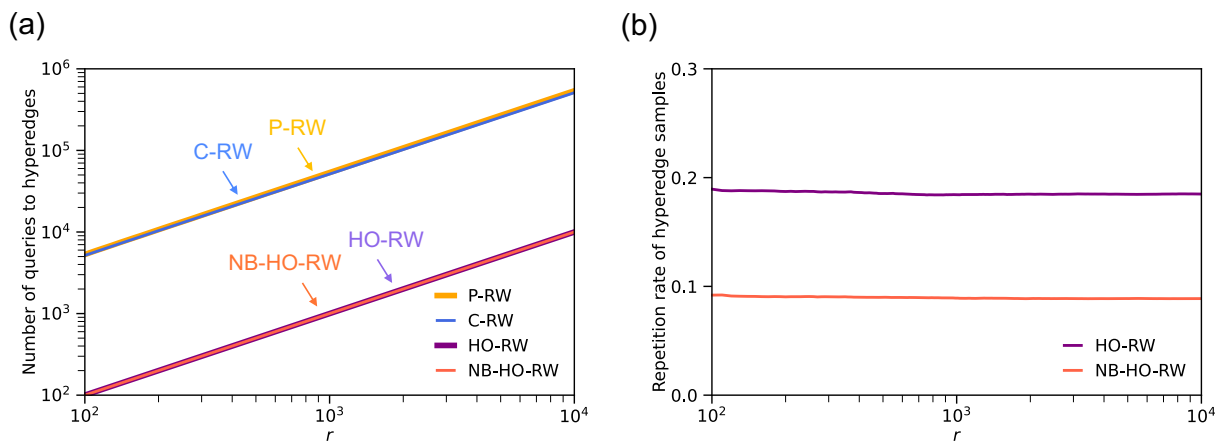 (a)
Number of queries to hyperedges
10^6
10^5
10^4
10^3
10^2
P-RW
C-RW
HO-RW
NB-HO-RW
P-RW
C-RW
HO-RW
NB-HO-RW
10^2
10^3
10^4
r
(b)
Repetition rate of hyperedge samples
0.3
0.2
0.1
0.0
HO-RW
NB-HO-RW
10^2
10^3
10^4
r